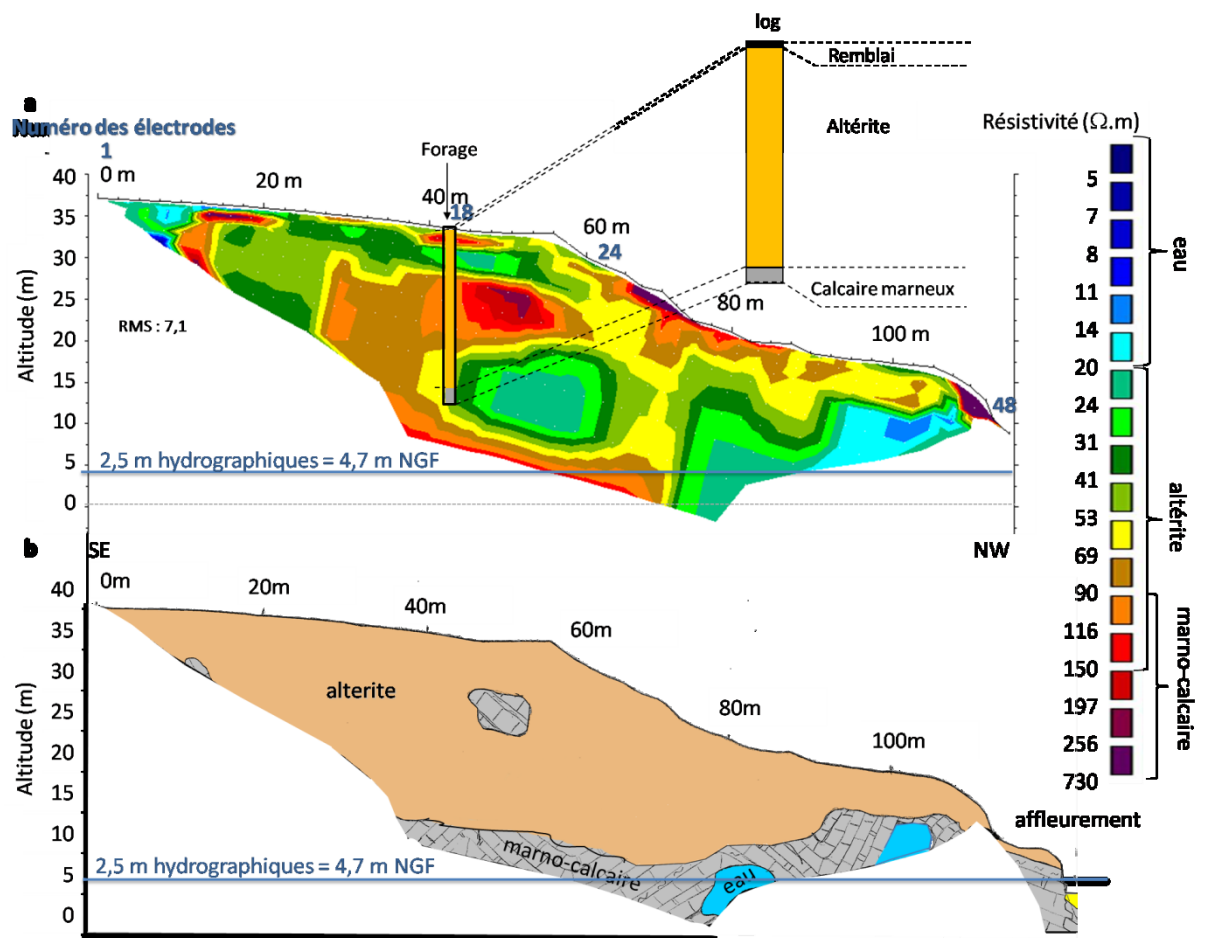 log
Remblai
a
Numéro des électrodes
1
Altérite
Résistivité (Ω.m)
Forage
40
0 m
20 m
40 m
18
60 m
24
35
30
25
20
15
10
5
0
Altitude (m)
RMS : 7,1
Calcaire marneux
80 m
100 m
48
2,5 m hydrographiques = 4,7 m NGF
5
7
8
11
14
20
24
31
41
53
69
90
116
150
197
256
730
eau
altérite
marno-calcaire
b
SE
NW
40
35
30
25
20
15
10
5
0
Altitude (m)
0m
20m
40m
60m
80m
100m
alterite
affleurement
marno-calcaire
eau
2,5 m hydrographiques = 4,7 m NGF